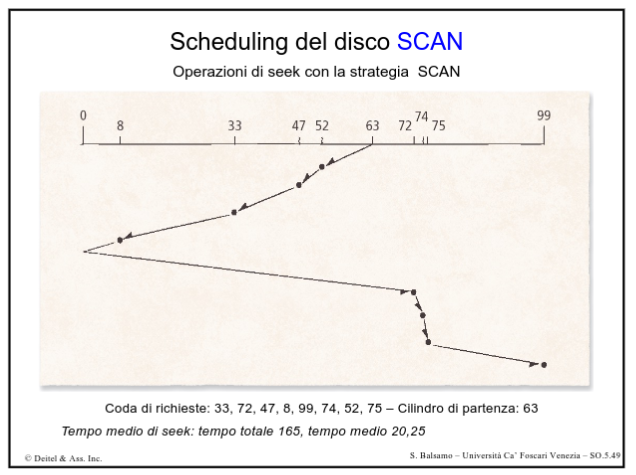 Scheduling del disco SCAN
Operazioni di seek con la strategia SCAN
0 8 33 47 52 63 72 74 75 99
Coda di richieste: 33, 72, 47, 8, 99, 74, 52, 75 – Cilindro di partenza: 63
Tempo medio di seek: tempo totale 165, tempo medio 20,25
© Deitel & Ass. Inc.
S. Balsamo – Università Ca' Foscari Venezia – SO.5.49